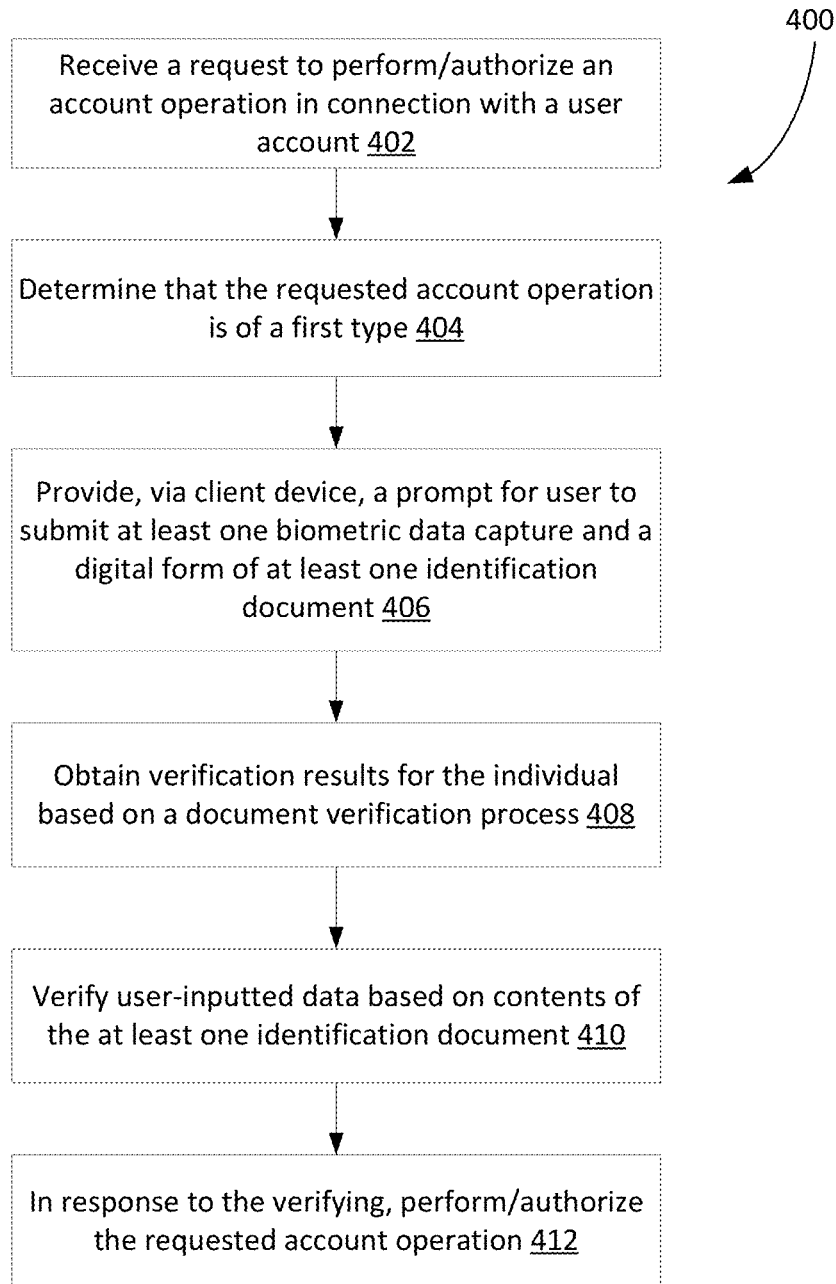 400
Receive a request to perform/authorize an
account operation in connection with a user
account 402
Determine that the requested account operation
is of a first type 404
Provide, via client device, a prompt for user to
submit at least one biometric data capture and a
digital form of at least one identification
document 406
Obtain verification results for the individual
based on a document verification process 408
Verify user-inputted data based on contents of
the at least one identification document 410
In response to the verifying, perform/authorize
the requested account operation 412